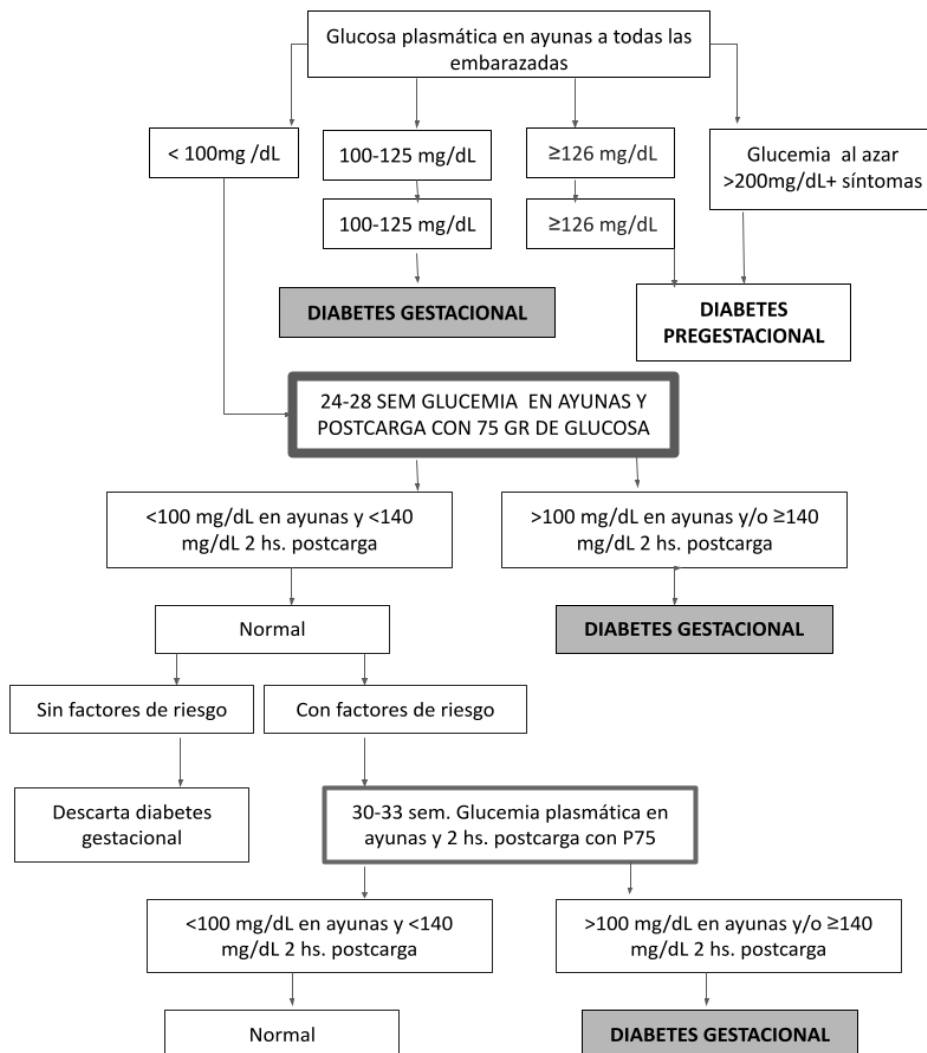 Glucosa plasmática en ayunas a todas las
embarazadas
< 100mg /dL
100-125 mg/dL
≥126 mg/dL
Glucemia al azar
>200mg/dL+ síntomas
100-125 mg/dL
≥126 mg/dL
DIABETES GESTACIONAL
DIABETES
PREGESTACIONAL
24-28 SEM GLUCEMIA EN AYUNAS Y
POSTCARGA CON 75 GR DE GLUCOSA
<100 mg/dL en ayunas y <140
mg/dL 2 hs. postcarga
>100 mg/dL en ayunas y/o ≥140
mg/dL 2 hs. postcarga
Normal
DIABETES GESTACIONAL
Sin factores de riesgo
Con factores de riesgo
Descarta diabetes
gestacional
30-33 sem. Glucemia plasmática en
ayunas y 2 hs. postcarga con P75
<100 mg/dL en ayunas y <140
mg/dL 2 hs. postcarga
>100 mg/dL en ayunas y/o ≥140
mg/dL 2 hs. postcarga
Normal
DIABETES GESTACIONAL